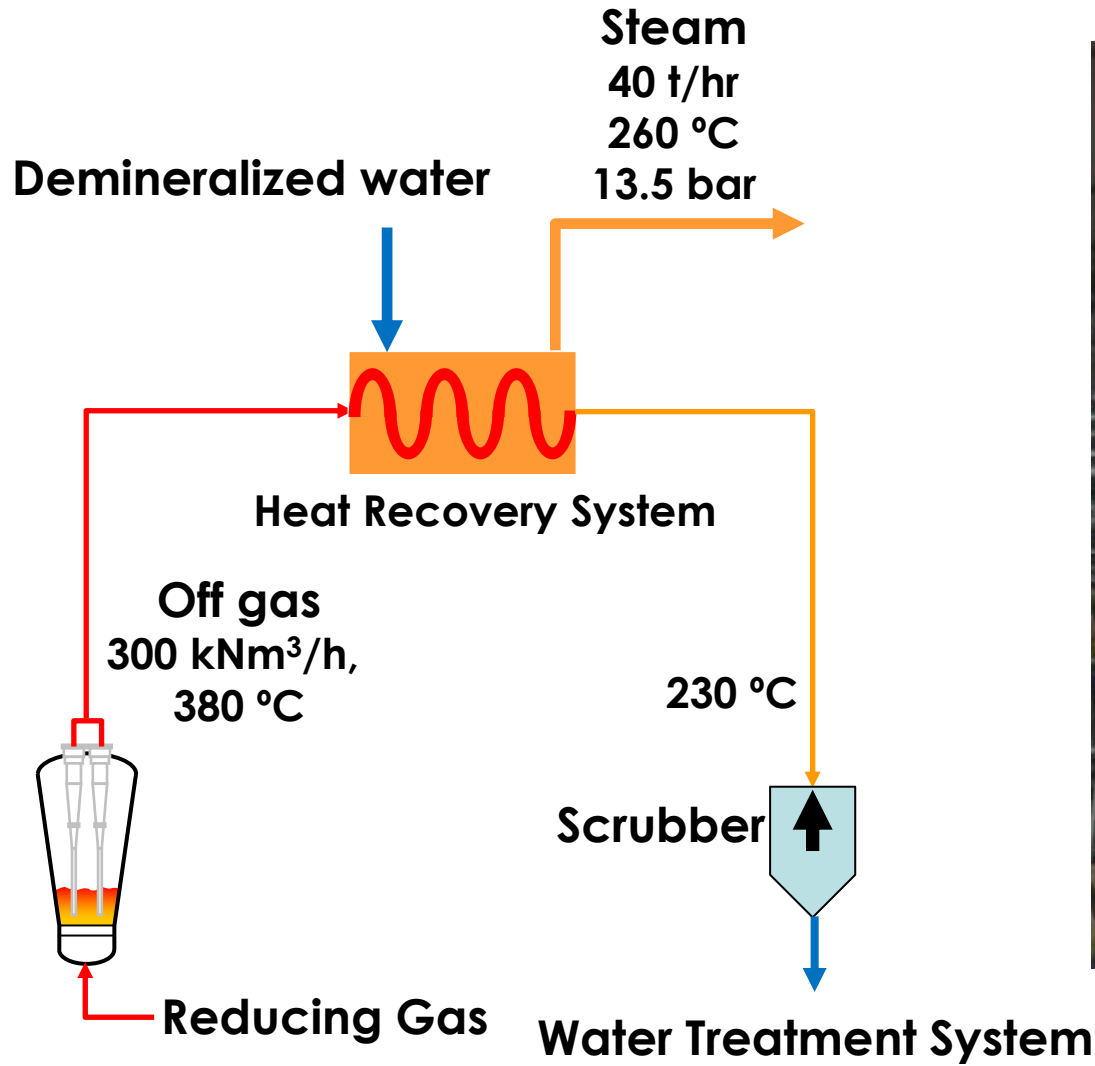 Steam
40 t/hr
260 ºC
13.5 bar
Demineralized water
Heat Recovery System
Off gas
300 kNm³/h,
380 ºC
230 ºC
Scrubber
Reducing Gas
Water Treatment System